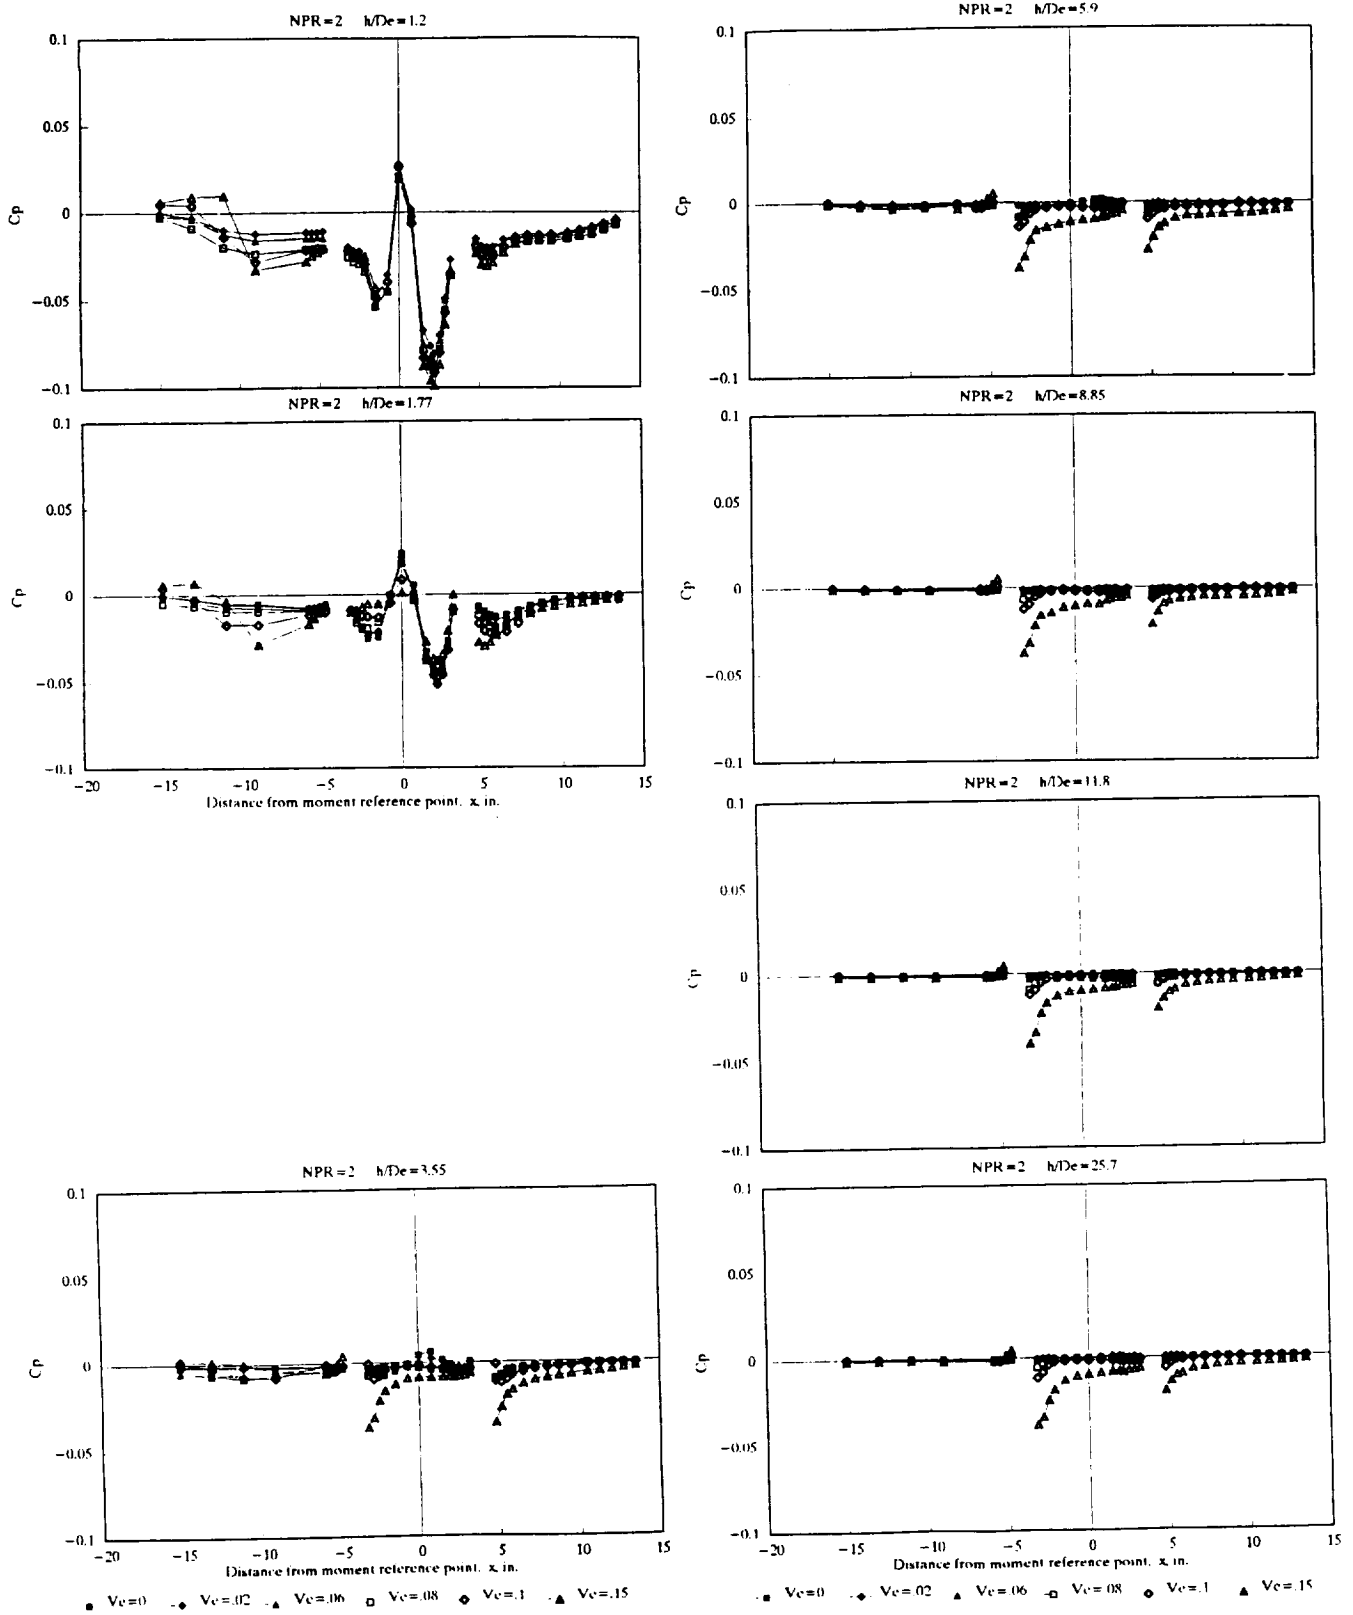 NPR=2 h/De=1.2
0.1
0.05
0
−0.05
−0.1
Cp
NPR=2 h/De=1.77
0.1
0.05
0
−0.05
−0.1
Cp
−20 −15 −10 −5 0 5 10 15
Distance from moment reference point, x, in.
NPR=2 h/De=3.55
0.1
0.05
0
−0.05
−0.1
Cp
−20 −15 −10 −5 0 5 10 15
Distance from moment reference point, x, in.
Ve=0 Ve=.02 Ve=.06 Ve=.08 Ve=.1 Ve=.15
NPR=2 h/De=5.9
0.1
0.05
0
−0.05
−0.1
Cp
NPR=2 h/De=8.85
0.1
0.05
0
−0.05
−0.1
Cp
NPR=2 h/De=11.8
0.1
0.05
0
−0.05
−0.1
Cp
NPR=2 h/De=25.7
0.1
0.05
0
−0.05
−0.1
Cp
−20 −15 −10 −5 0 5 10 15
Distance from moment reference point, x, in.
Ve=0 Ve=.02 Ve=.06 Ve=.08 Ve=.1 Ve=.15